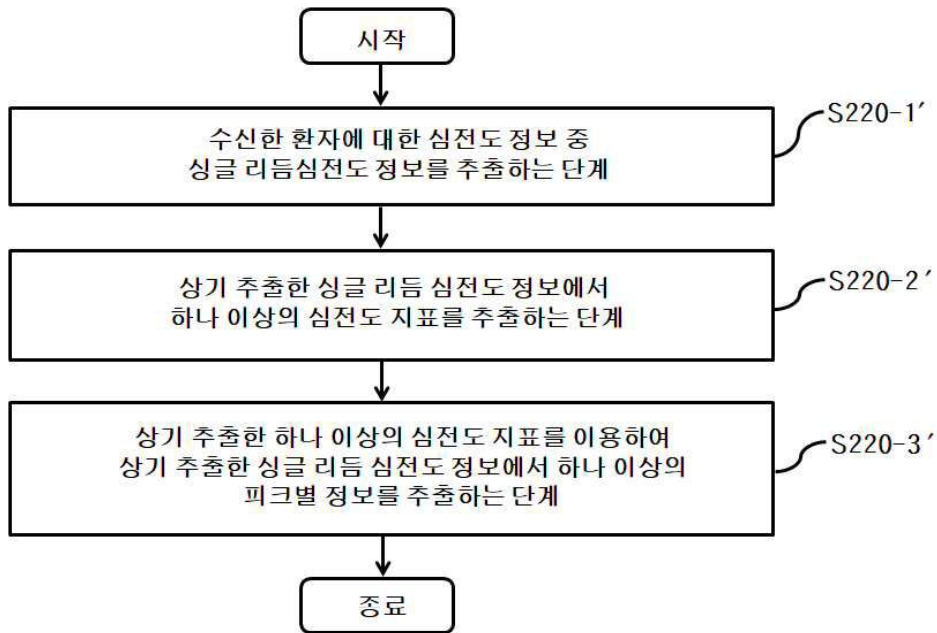 시작
수신한 환자에 대한 심전도 정보 중
싱글 리듬심전도 정보를 추출하는 단계
S220-1′
상기 추출한 싱글 리듬 심전도 정보에서
하나 이상의 심전도 지표를 추출하는 단계
S220-2′
상기 추출한 하나 이상의 심전도 지표를 이용하여
상기 추출한 싱글 리듬 심전도 정보에서 하나 이상의
피크별 정보를 추출하는 단계
S220-3′
종료